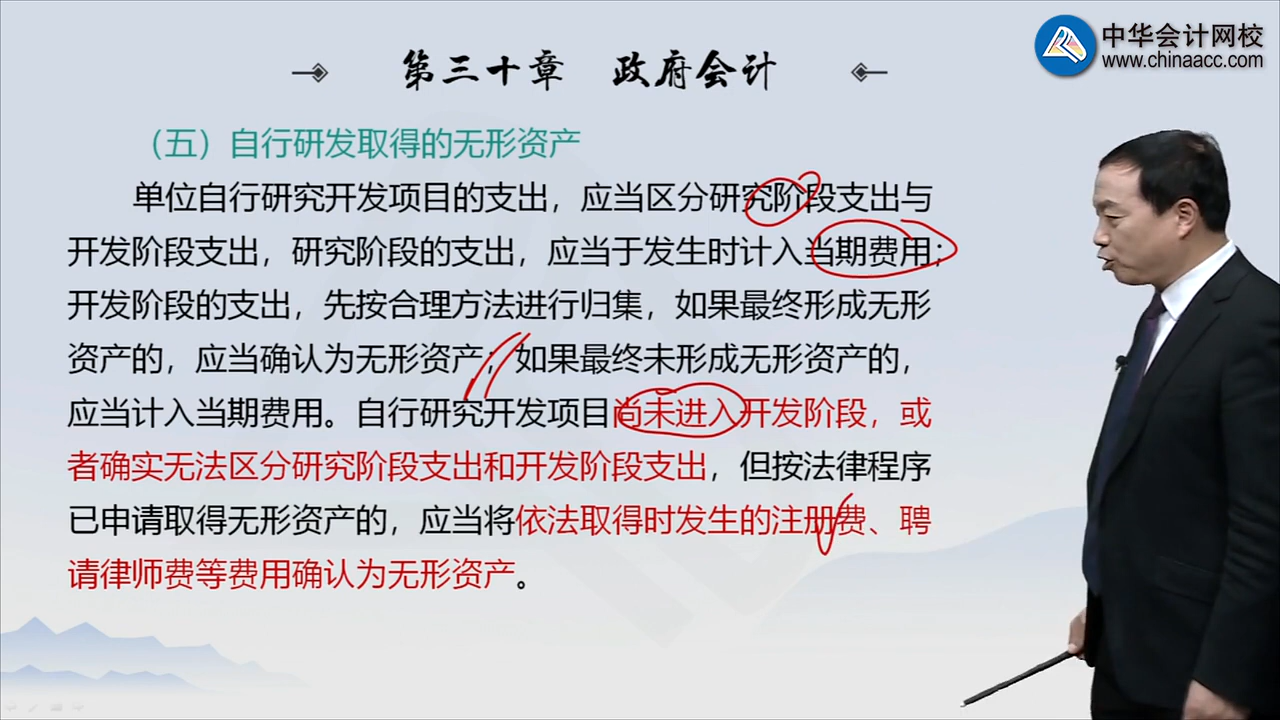 中华会计网校
www.chinaacc.com
第三十章 政府会计
（五）自行研发取得的无形资产
单位自行研究开发项目的支出，应当区分研究阶段支出与
开发阶段支出，研究阶段的支出，应当于发生时计入当期费用；
开发阶段的支出，先按合理方法进行归集，如果最终形成无形
资产的，应当确认为无形资产；如果最终未形成无形资产的，
应当计入当期费用。自行研究开发项目尚未进入开发阶段，或
者确实无法区分研究阶段支出和开发阶段支出，但按法律程序
已申请取得无形资产的，应当将依法取得时发生的注册费、聘
请律师费等费用确认为无形资产。